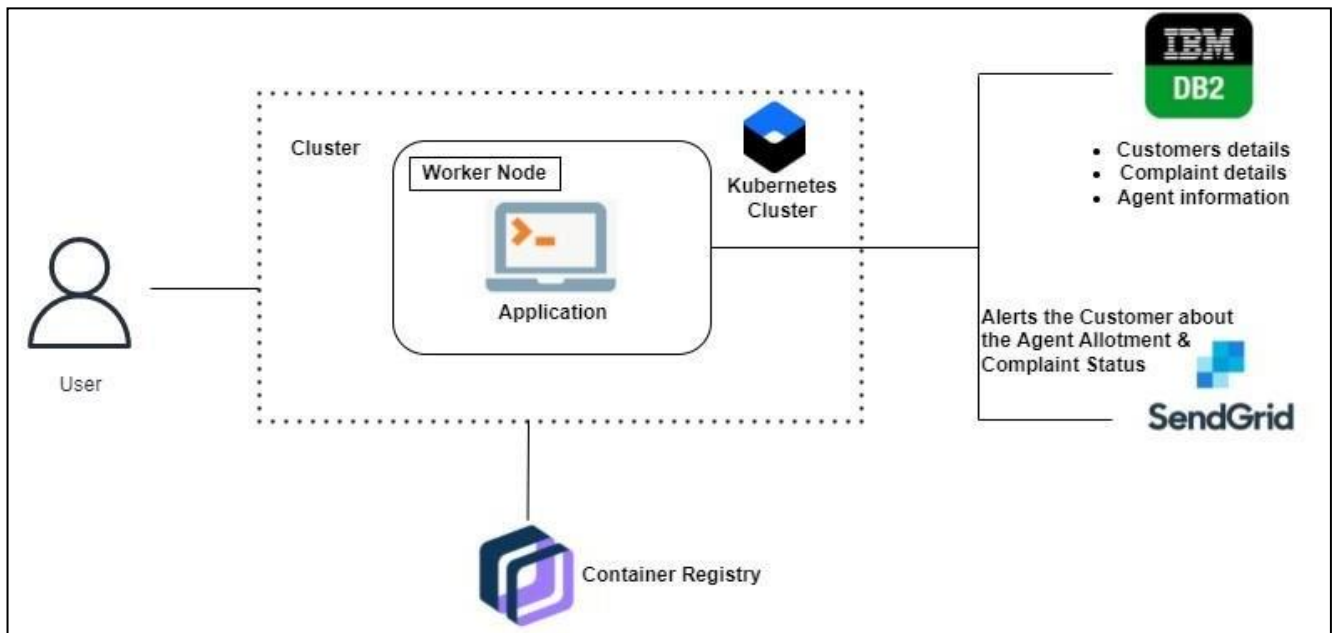 IBM
DB2
• Customers details
• Complaint details
• Agent information
Cluster
Worker Node
Kubernetes
Cluster
Application
User
Alerts the Customer about
the Agent Allotment &
Complaint Status
SendGrid
Container Registry